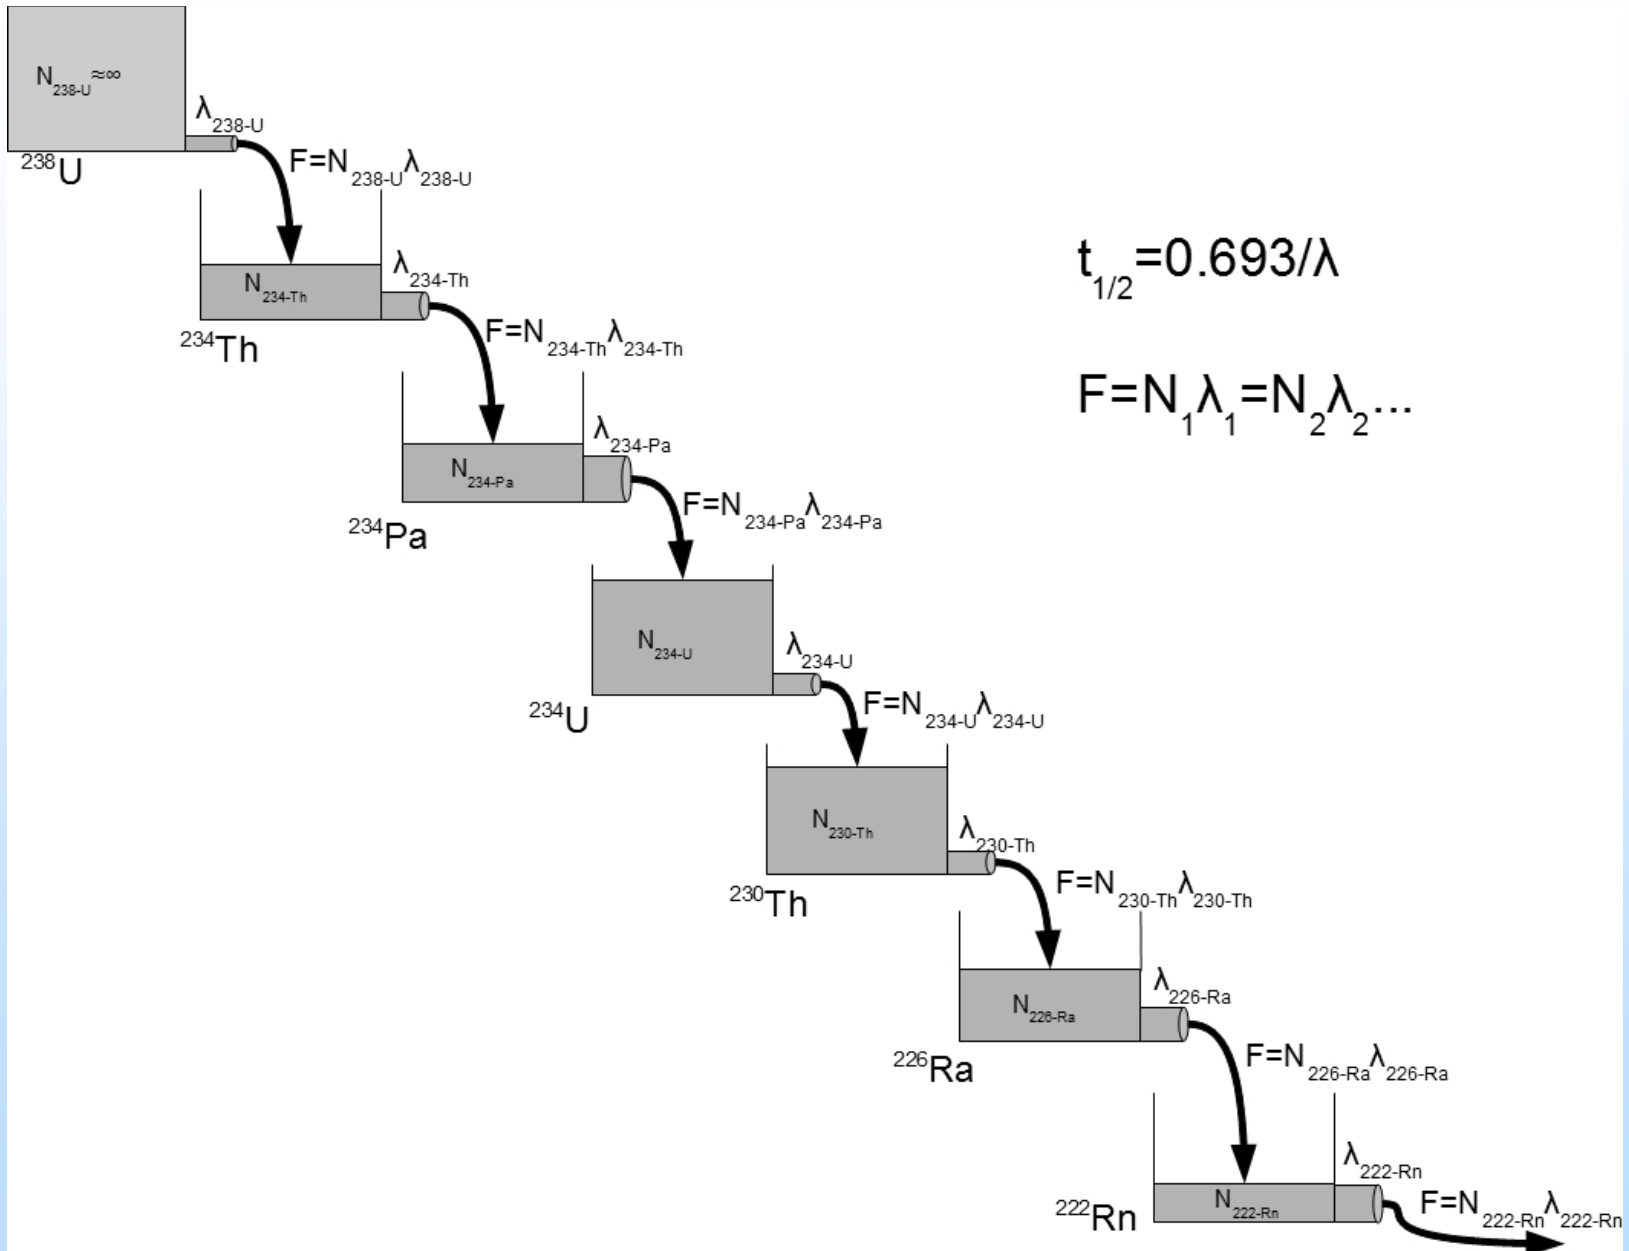 N₂₃₈₋U≈∞
λ₂₃₈₋U
²³⁸U
F=N₂₃₈₋Uλ₂₃₈₋U
N₂₃₄₋Th
λ₂₃₄₋Th
²³⁴Th
F=N₂₃₄₋Thλ₂₃₄₋Th
t₁/₂=0.693/λ
F=N₁λ₁=N₂λ₂...
N₂₃₄₋Pa
λ₂₃₄₋Pa
²³⁴Pa
F=N₂₃₄₋Paλ₂₃₄₋Pa
N₂₃₄₋U
λ₂₃₄₋U
²³⁴U
F=N₂₃₄₋Uλ₂₃₄₋U
N₂₃₀₋Th
λ₂₃₀₋Th
²³⁰Th
F=N₂₃₀₋Thλ₂₃₀₋Th
N₂₂₆₋Ra
λ₂₂₆₋Ra
²²⁶Ra
F=N₂₂₆₋Raλ₂₂₆₋Ra
N₂₂₂₋Rn
λ₂₂₂₋Rn
²²²Rn
F=N₂₂₂₋Rnλ₂₂₂₋Rn